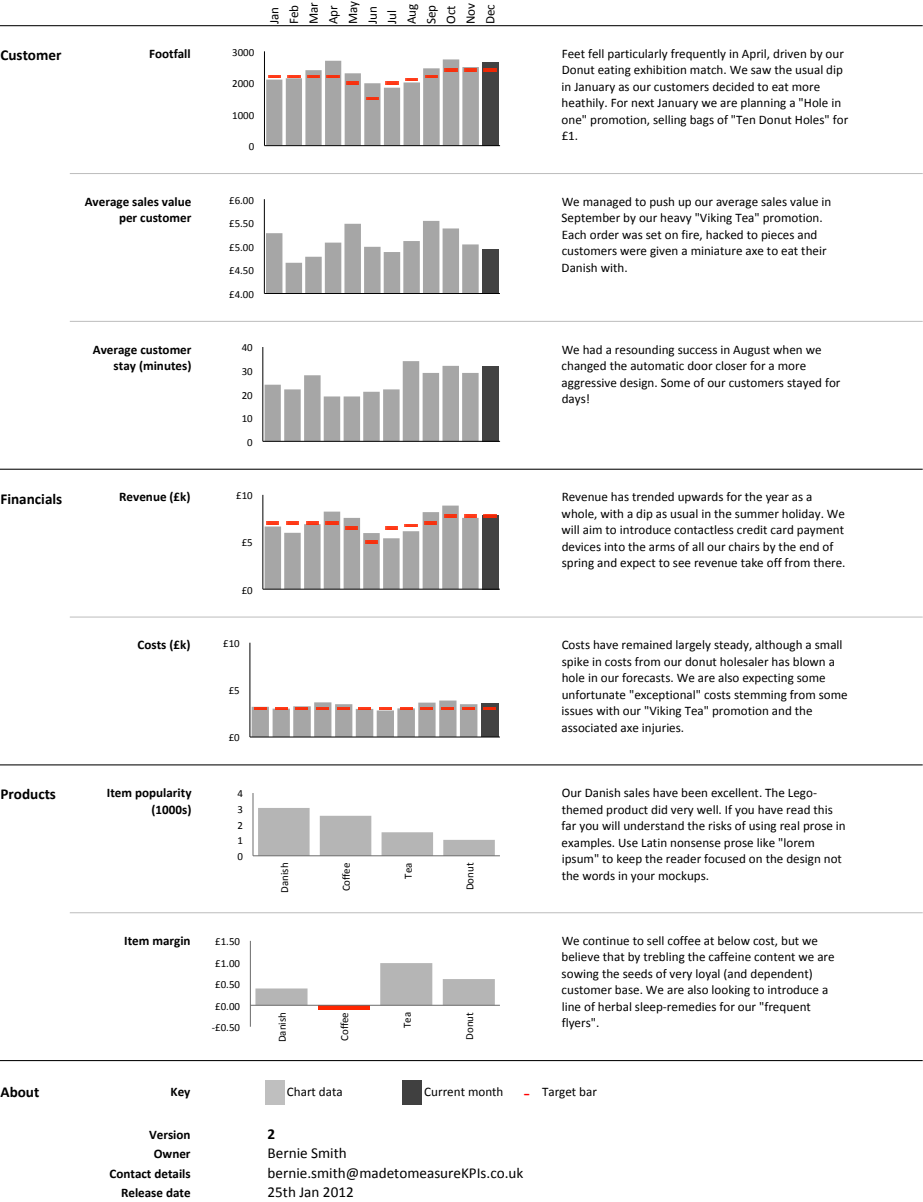 Jan
Feb
Mar
Apr
May
Jun
Jul
Aug
Sep
Oct
Nov
Dec
Customer
Footfall
3000
2000
1000
0
Feet fell particularly frequently in April, driven by our
Donut eating exhibition match. We saw the usual dip
in January as our customers decided to eat more
heathily. For next January we are planning a "Hole in
one" promotion, selling bags of "Ten Donut Holes" for
£1.
Average sales value
per customer
£6.00
£5.50
£5.00
£4.50
£4.00
We managed to push up our average sales value in
September by our heavy "Viking Tea" promotion.
Each order was set on fire, hacked to pieces and
customers were given a miniature axe to eat their
Danish with.
Average customer
stay (minutes)
40
30
20
10
0
We had a resounding success in August when we
changed the automatic door closer for a more
aggressive design. Some of our customers stayed for
days!
Financials
Revenue (£k)
£10
£5
£0
Revenue has trended upwards for the year as a
whole, with a dip as usual in the summer holiday. We
will aim to introduce contactless credit card payment
devices into the arms of all our chairs by the end of
spring and expect to see revenue take off from there.
Costs (£k)
£10
£5
£0
Costs have remained largely steady, although a small
spike in costs from our donut holesaler has blown a
hole in our forecasts. We are also expecting some
unfortunate "exceptional" costs stemming from some
issues with our "Viking Tea" promotion and the
associated axe injuries.
Products
Item popularity
(1000s)
4
3
2
1
0
Danish
Coffee
Tea
Donut
Our Danish sales have been excellent. The Lego-
themed product did very well. If you have read this
far you will understand the risks of using real prose in
examples. Use Latin nonsense prose like "lorem
ipsum" to keep the reader focused on the design not
the words in your mockups.
Item margin
£1.50
£1.00
£0.50
£0.00
-£0.50
Danish
Coffee
Tea
Donut
We continue to sell coffee at below cost, but we
believe that by trebling the caffeine content we are
sowing the seeds of very loyal (and dependent)
customer base. We are also looking to introduce a
line of herbal sleep-remedies for our "frequent
flyers".
About
Key
Chart data
Current month
Target bar
Version
2
Owner
Bernie Smith
Contact details
bernie.smith@madetomeasureKPIs.co.uk
Release date
25th Jan 2012